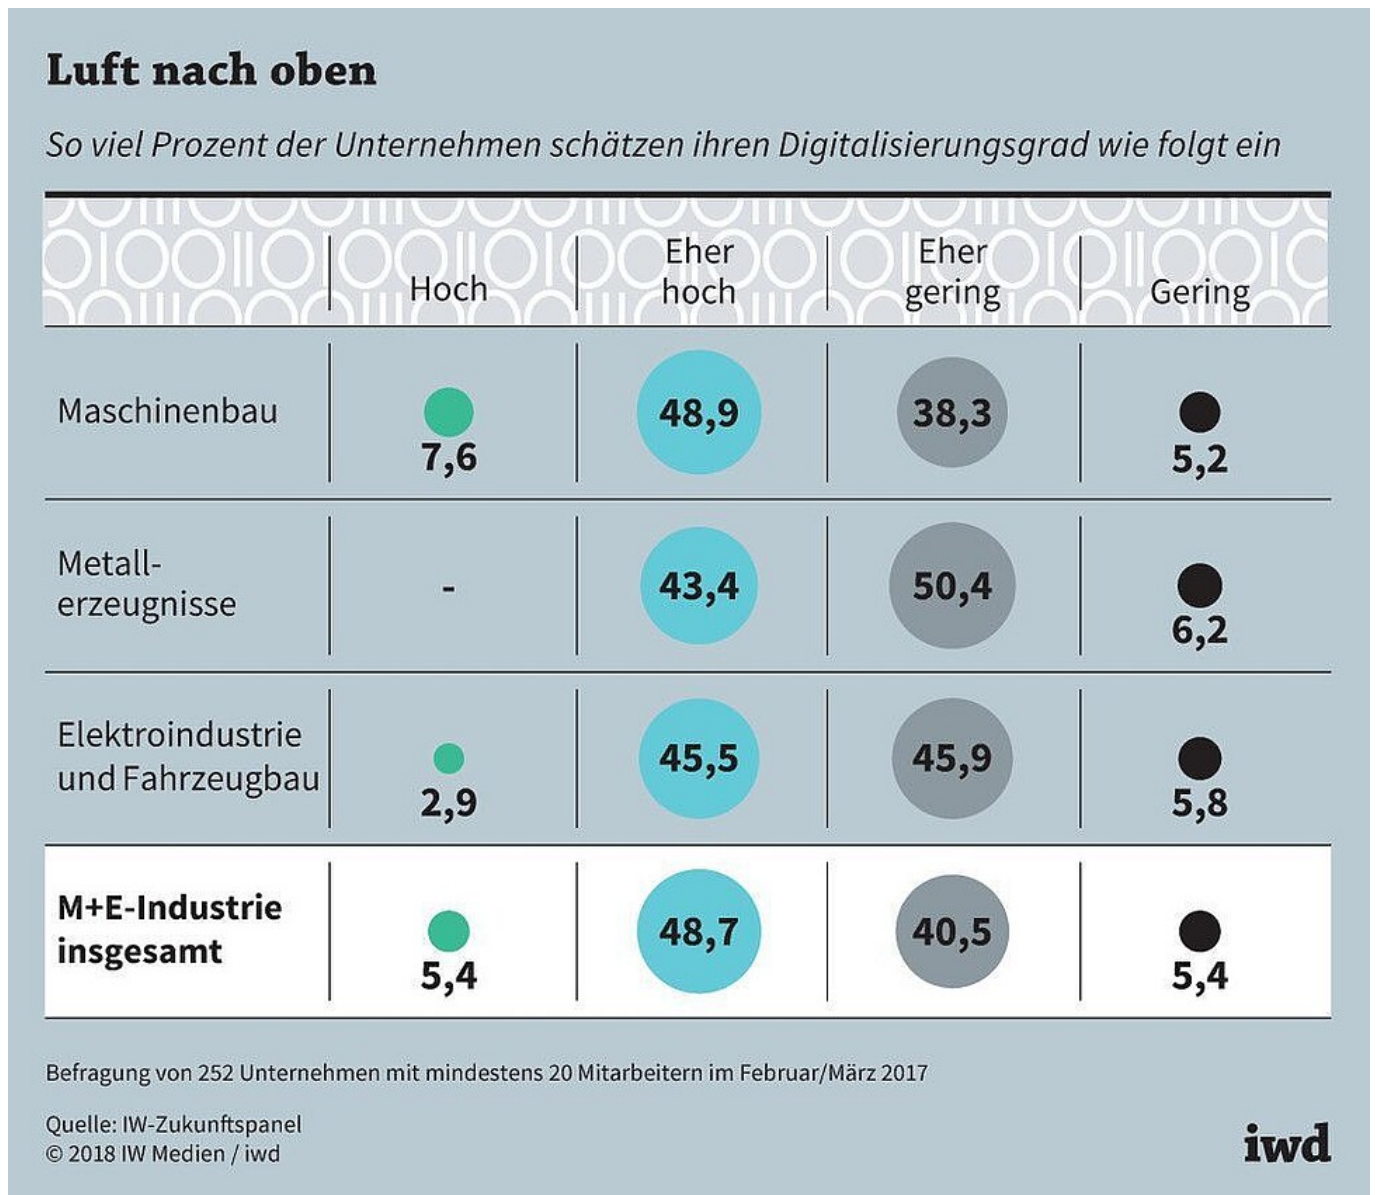 Luft nach oben
So viel Prozent der Unternehmen schätzen ihren Digitalisierungsgrad wie folgt ein
Hoch
Eher
hoch
Eher
gering
Gering
Maschinenbau
7,6
48,9
38,3
5,2
Metall-
erzeugnisse
-
43,4
50,4
6,2
Elektroindustrie
und Fahrzeugbau
2,9
45,5
45,9
5,8
M+E-Industrie
insgesamt
5,4
48,7
40,5
5,4
Befragung von 252 Unternehmen mit mindestens 20 Mitarbeitern im Februar/März 2017
Quelle: IW-Zukunftspanel
© 2018 IW Medien / iwd
iwd